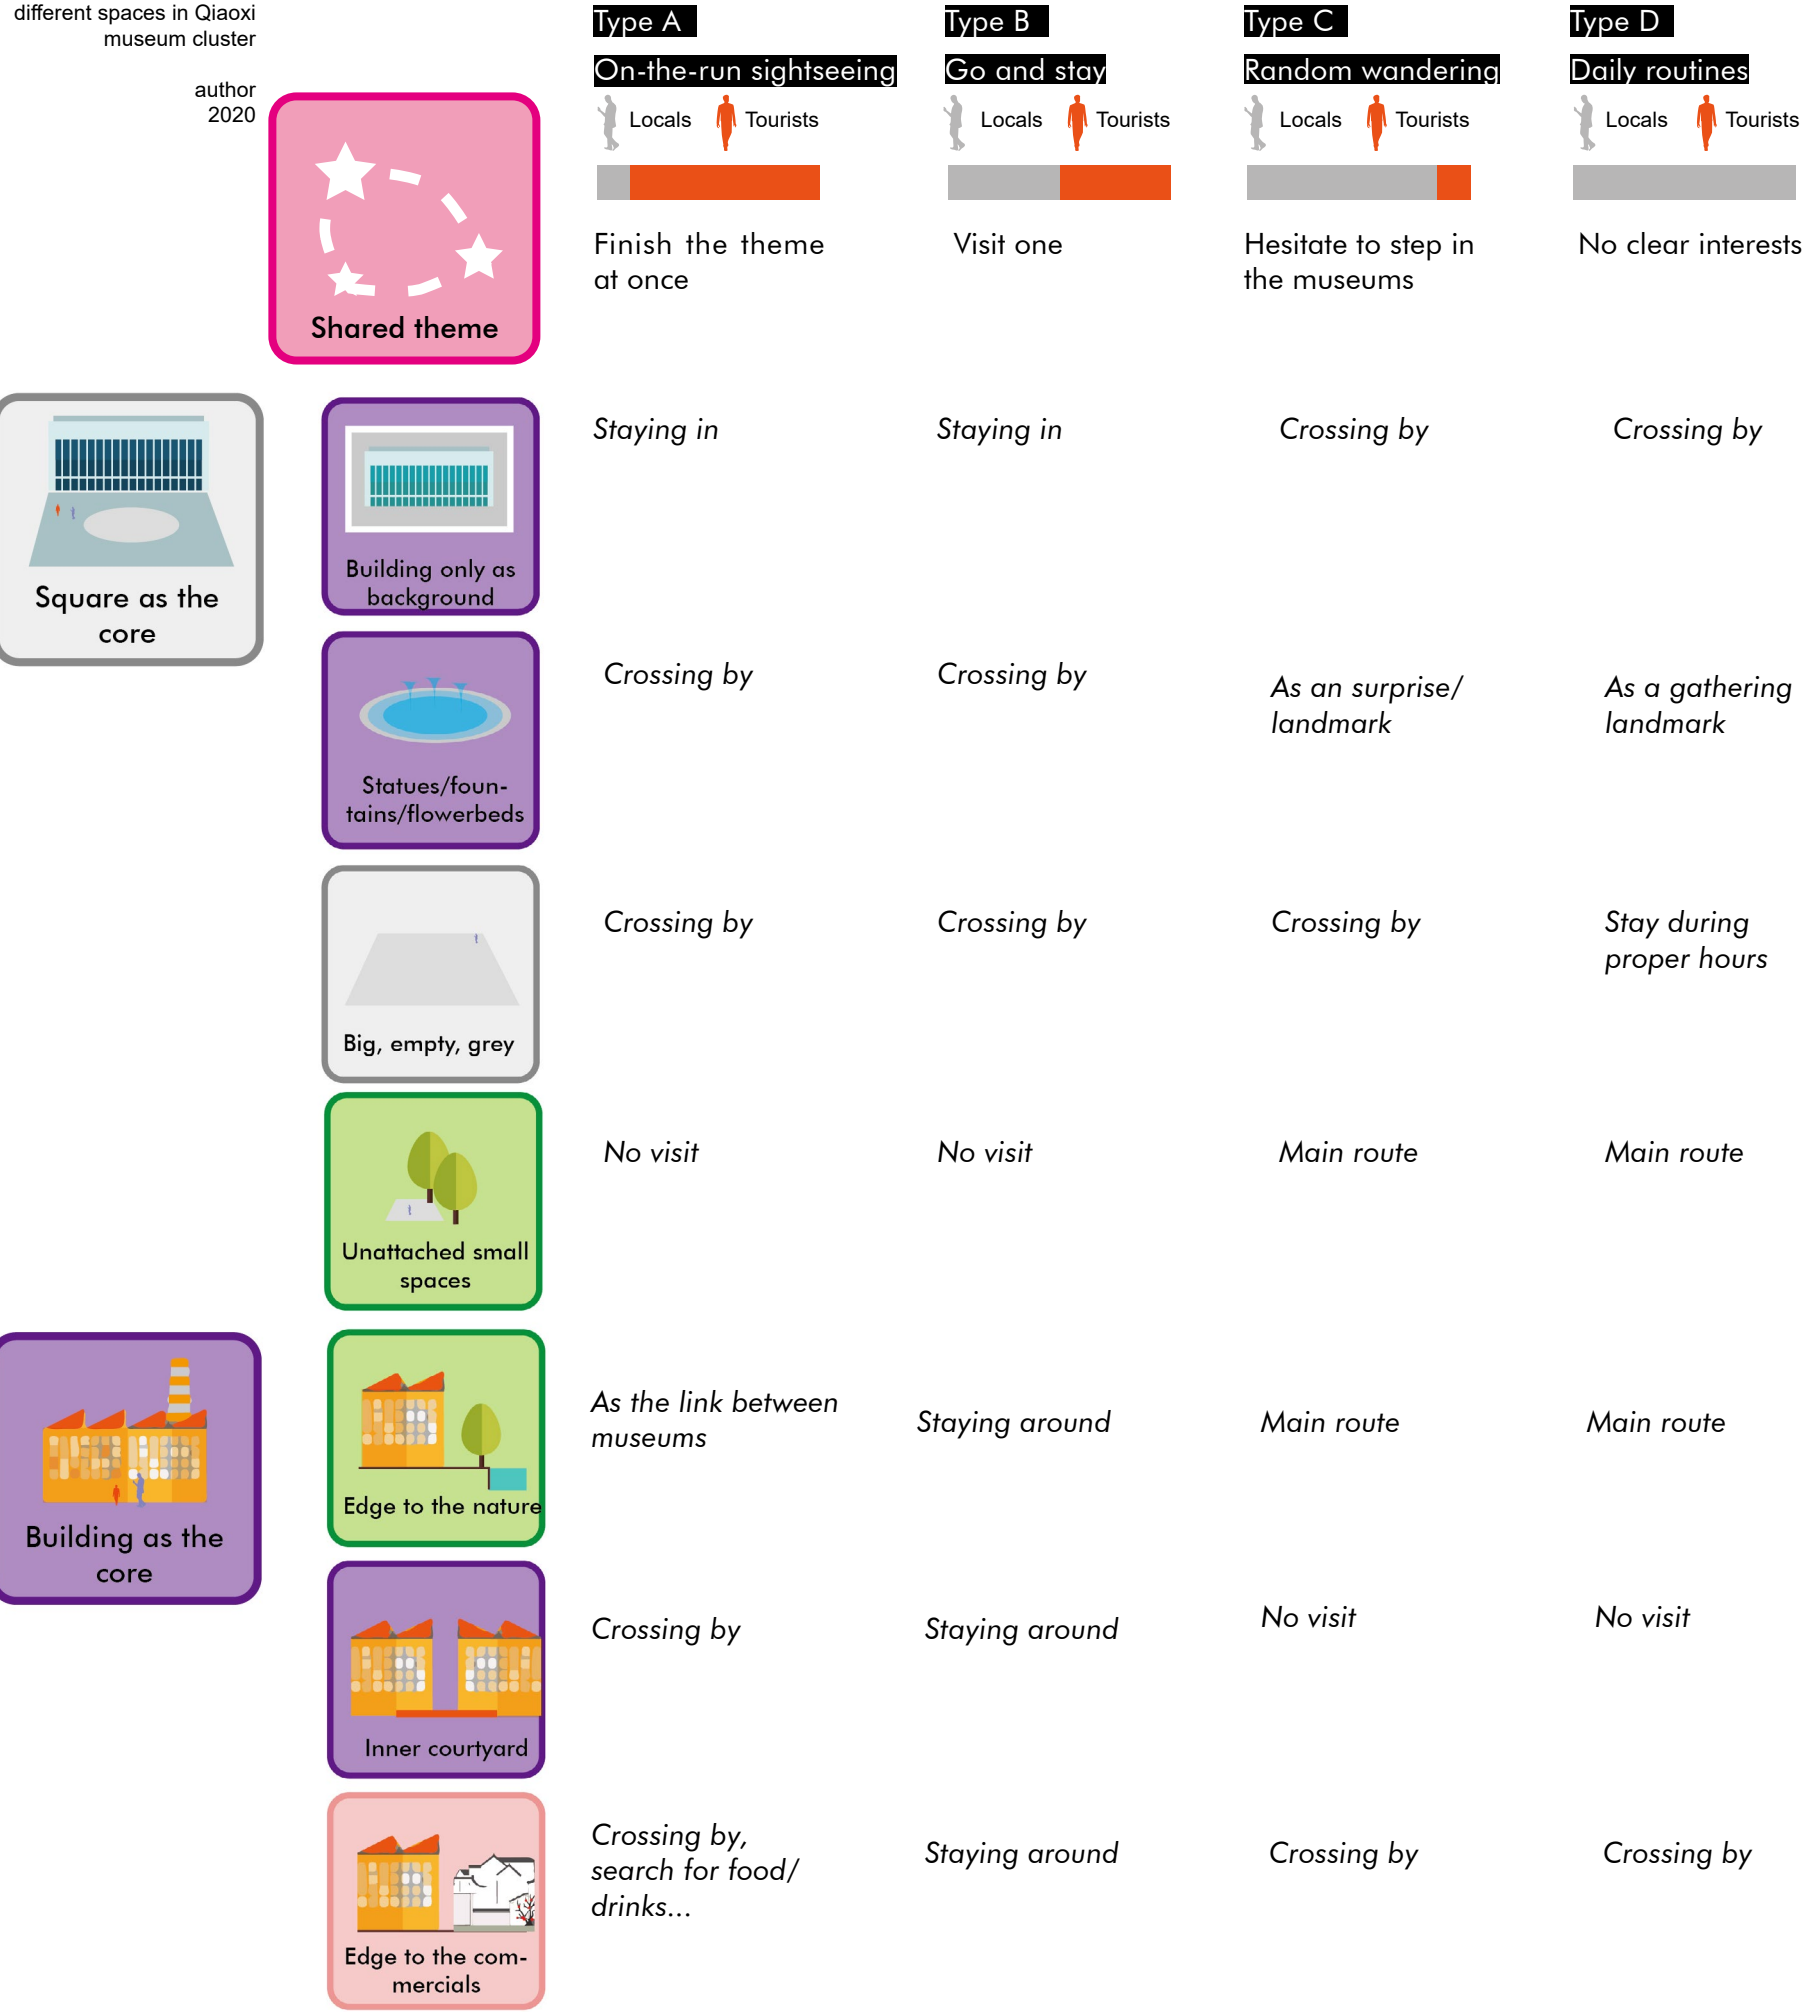 different spaces in Qiaoxi
museum cluster
author
2020
Type A
On-the-run sightseeing
Locals
Tourists
Type B
Go and stay
Locals
Tourists
Type C
Random wandering
Locals
Tourists
Type D
Daily routines
Locals
Tourists
Shared theme
Finish the theme
at once
Visit one
Hesitate to step in
the museums
No clear interests
Square as the
core
Building only as
background
Staying in
Staying in
Crossing by
Crossing by
Statues/foun-
tains/flowerbeds
Crossing by
Crossing by
As an surprise/
landmark
As a gathering
landmark
Big, empty, grey
Crossing by
Crossing by
Crossing by
Stay during
proper hours
Unattached small
spaces
No visit
No visit
Main route
Main route
Building as the
core
Edge to the nature
As the link between
museums
Staying around
Main route
Main route
Inner courtyard
Crossing by
Staying around
No visit
No visit
Edge to the com-
mercials
Crossing by,
search for food/
drinks...
Staying around
Crossing by
Crossing by